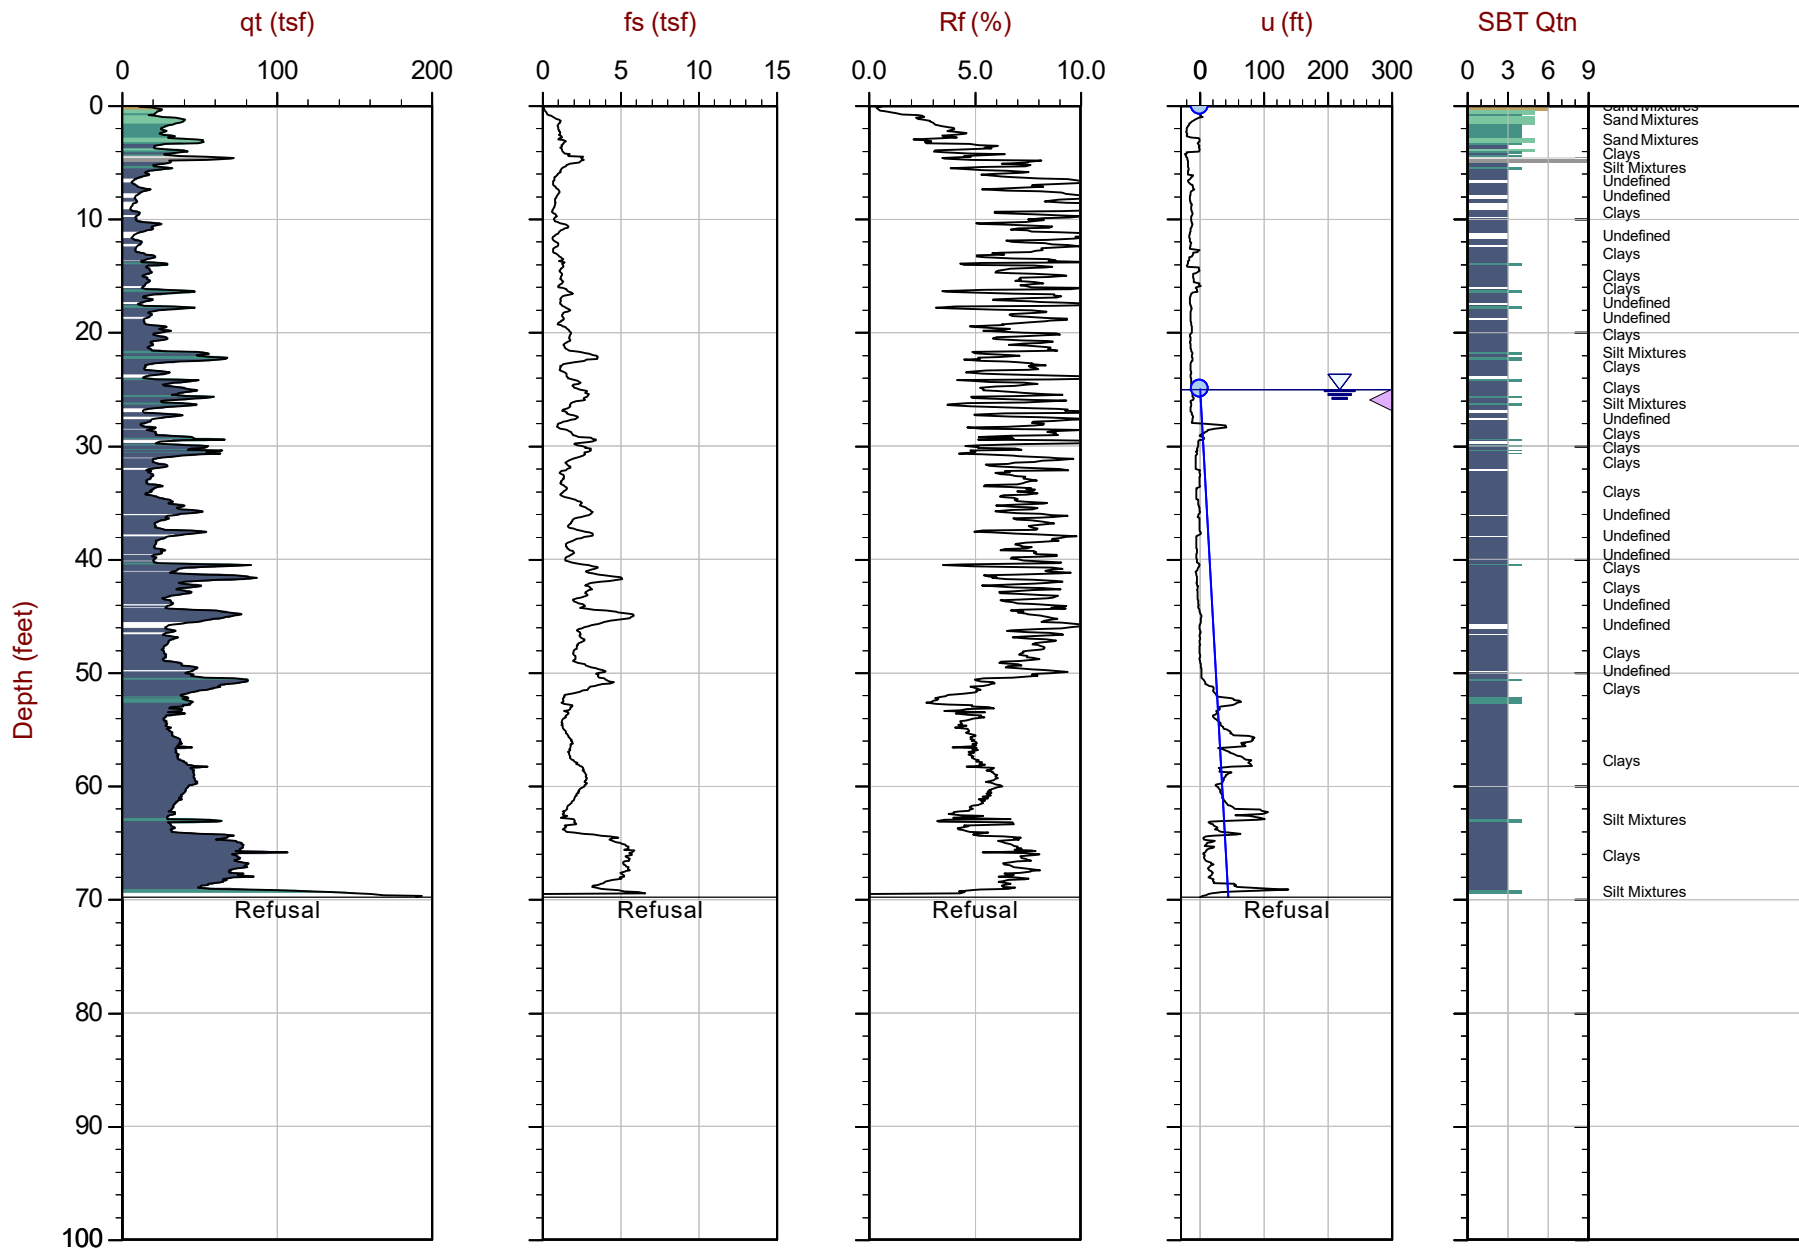 qt (tsf) fs (tsf) Rf (%) u (ft) SBT Qtn
0 100 200 0 5 10 15 0.0 5.0 10.0 0 100 200 300 0 3 6 9
0
Sand Mixtures
Sand Mixtures
Sand Mixtures
Clays
Silt Mixtures
Undefined
Undefined
10
Clays
Undefined
Clays
Clays
Clays
Undefined
Undefined
20
Clays
Silt Mixtures
Clays
Clays
Silt Mixtures
Undefined
Clays
30
Clays
Clays
Clays
Undefined
Undefined
Undefined
40
Clays
Clays
Undefined
Undefined
Clays
Undefined
50
Clays
Clays
60
Silt Mixtures
Clays
Silt Mixtures
70
Refusal Refusal Refusal Refusal
80
90
100
Depth (feet)